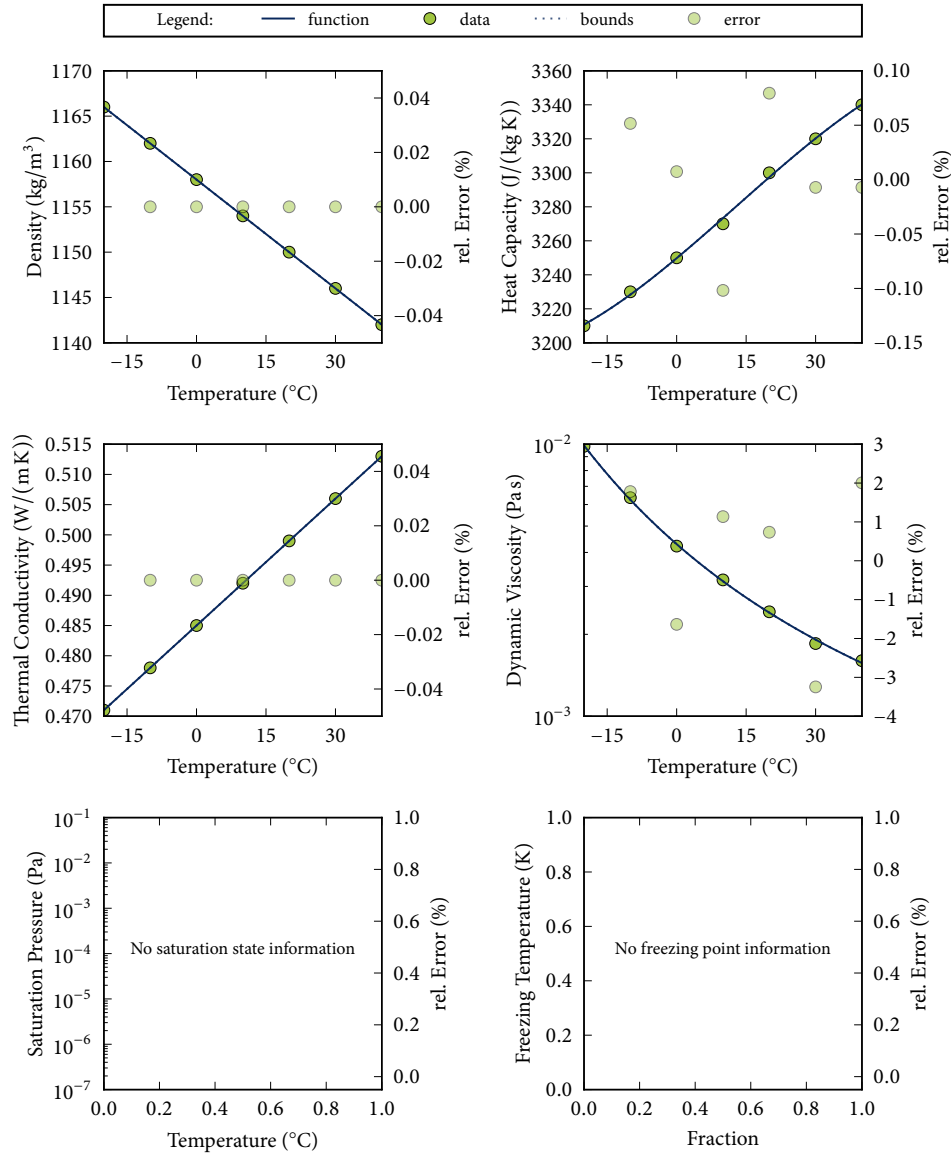 Legend: function data bounds error
1170
1165
1160
1155
1150
1145
1140
Density (kg/m³)
0.04
0.02
0.00
−0.02
−0.04
rel. Error (%)
−15 0 15 30
Temperature (°C)
3360
3340
3320
3300
3280
3260
3240
3220
3200
Heat Capacity (J/(kg K))
0.10
0.05
0.00
−0.05
−0.10
−0.15
rel. Error (%)
−15 0 15 30
Temperature (°C)
0.515
0.510
0.505
0.500
0.495
0.490
0.485
0.480
0.475
0.470
Thermal Conductivity (W/(m K))
0.04
0.02
0.00
−0.02
−0.04
rel. Error (%)
−15 0 15 30
Temperature (°C)
10⁻²
10⁻³
Dynamic Viscosity (Pa s)
3
2
1
0
−1
−2
−3
−4
rel. Error (%)
−15 0 15 30
Temperature (°C)
10⁻¹
10⁻²
10⁻³
10⁻⁴
10⁻⁵
10⁻⁶
10⁻⁷
Saturation Pressure (Pa)
No saturation state information
1.0
0.8
0.6
0.4
0.2
0.0
rel. Error (%)
0.0 0.2 0.4 0.6 0.8 1.0
Temperature (°C)
1.0
0.8
0.6
0.4
0.2
0.0
Freezing Temperature (K)
No freezing point information
1.0
0.8
0.6
0.4
0.2
0.0
rel. Error (%)
0.0 0.2 0.4 0.6 0.8 1.0
Fraction